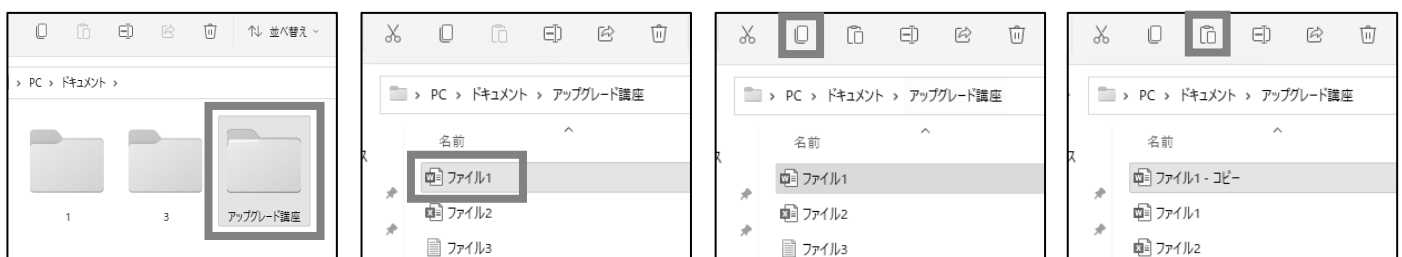 並べ替え
> PC > ドキュメント >
1
3
アップグレード講座
> PC > ドキュメント > アップグレード講座
名前
ファイル1
ファイル2
ファイル3
> PC > ドキュメント > アップグレード講座
名前
ファイル1
ファイル2
ファイル3
> PC > ドキュメント > アップグレード講座
ス
名前
ファイル1 - コピー
ファイル1
ファイル2